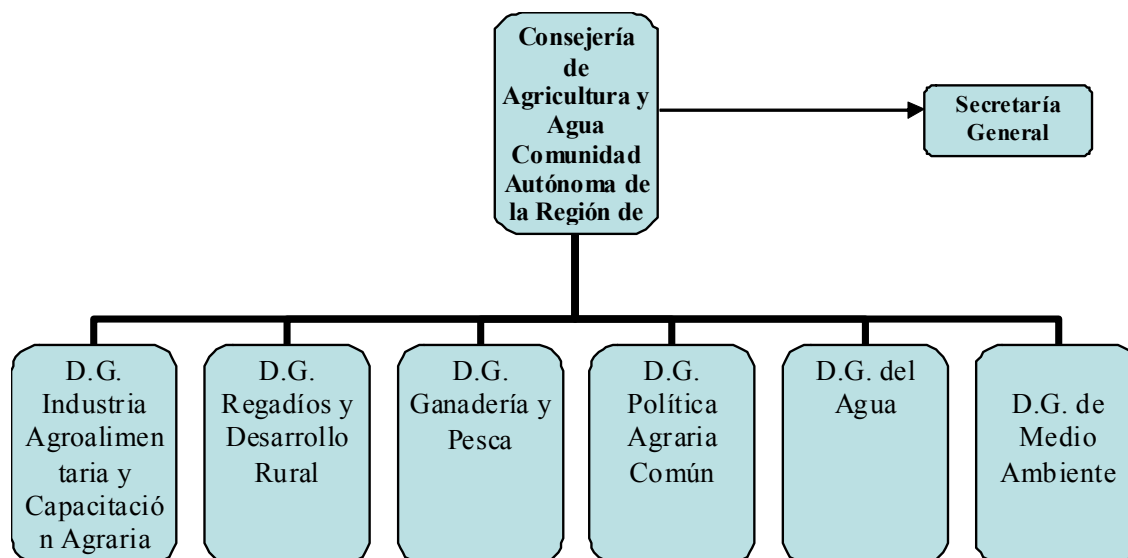 Consejería
de
Agricultura y
Agua
Comunidad
Autónoma de
la Región de
Secretaría
General
D.G.
Industria
Agroalimen
taria y
Capacitació
n Agraria
D.G.
Regadíos y
Desarrollo
Rural
D.G.
Ganadería y
Pesca
D.G.
Política
Agraria
Común
D.G. del
Agua
D.G. de
Medio
Ambiente